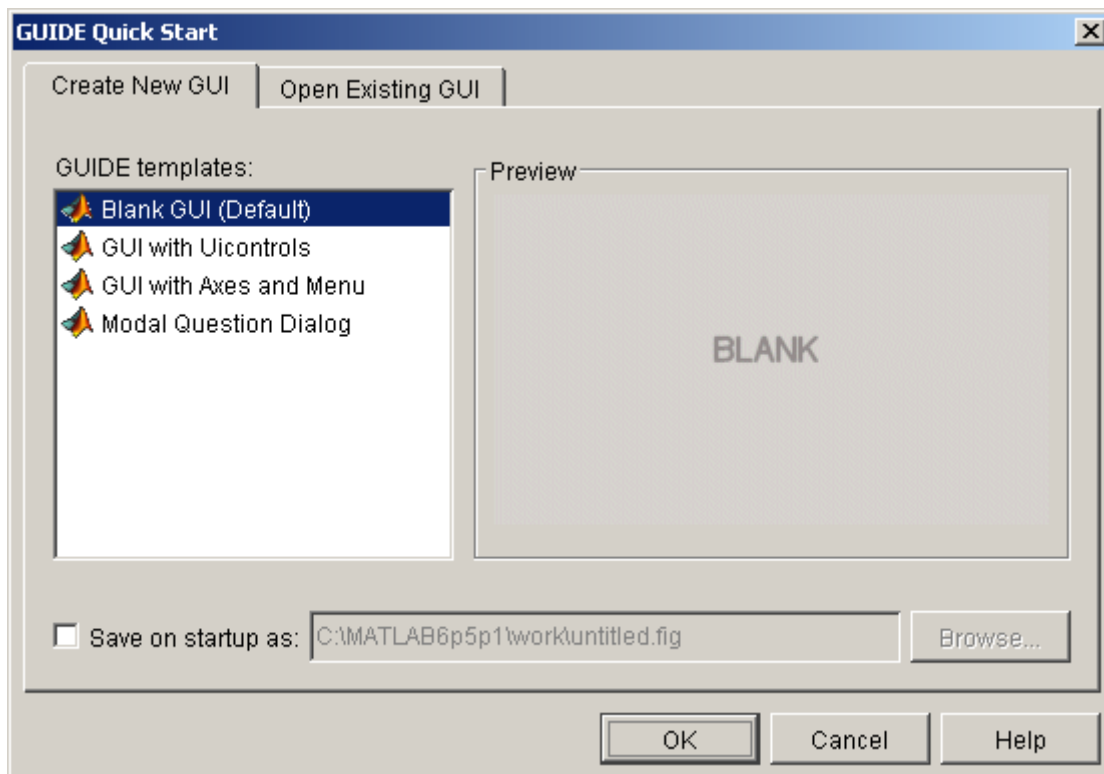 GUIDE Quick Start
Create New GUI
Open Existing GUI
GUIDE templates:
Blank GUI (Default)
GUI with Uicontrols
GUI with Axes and Menu
Modal Question Dialog
Preview
BLANK
Save on startup as:
C:\MATLAB6p5p1\work\untitled.fig
Browse...
OK
Cancel
Help